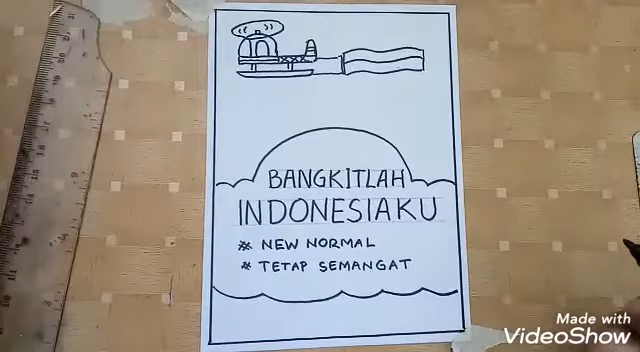 BANGKITLAH
INDONESIAKU
* NEW NORMAL
* TETAP SEMANGAT
Made with
VideoShow